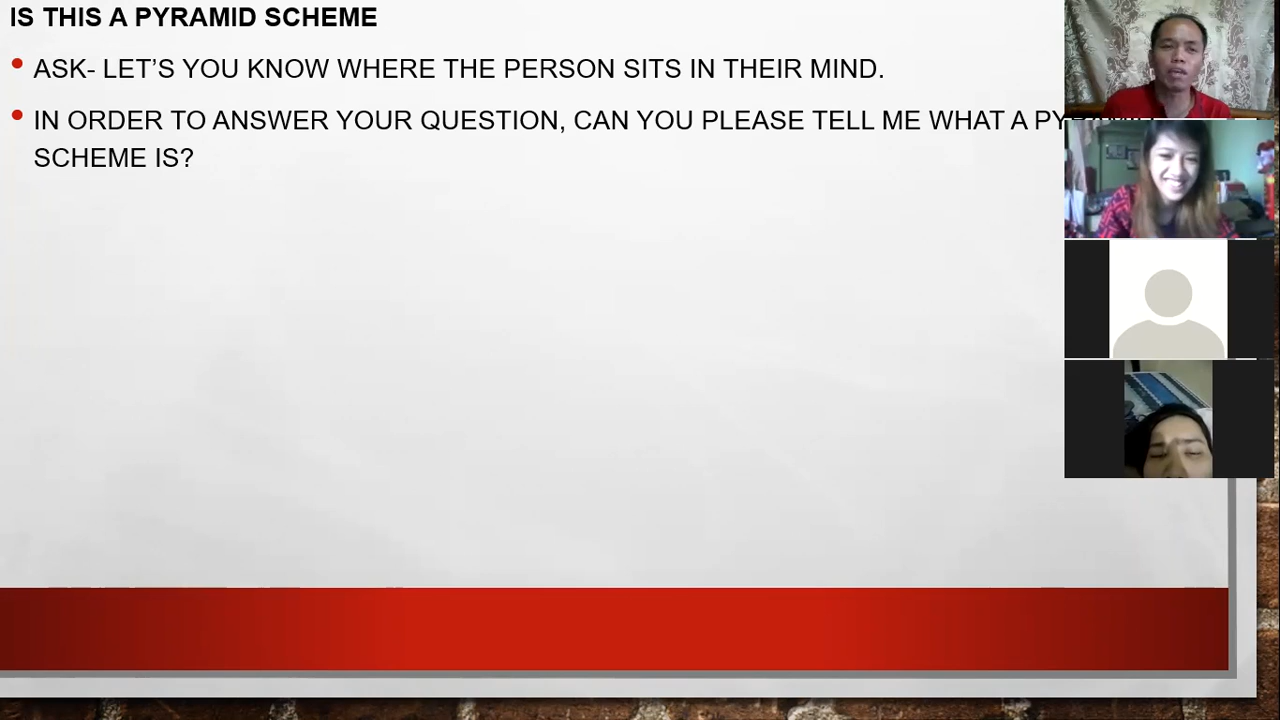 IS THIS A PYRAMID SCHEME
ASK- LET'S YOU KNOW WHERE THE PERSON SITS IN THEIR MIND.
IN ORDER TO ANSWER YOUR QUESTION, CAN YOU PLEASE TELL ME WHAT A
SCHEME IS?